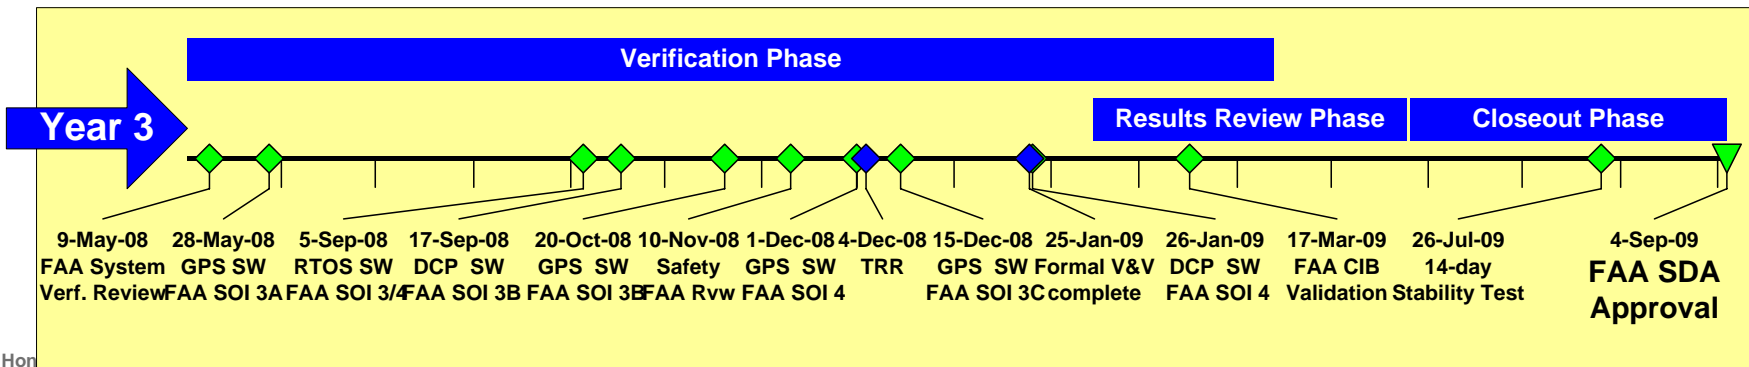 Verification Phase
Results Review Phase
Closeout Phase
Year 3
9-May-08
FAA System
Verf. Review
28-May-08
GPS SW
FAA SOI 3A
5-Sep-08
RTOS SW
FAA SOI 3/4
17-Sep-08
DCP SW
FAA SOI 3B
20-Oct-08
GPS SW
FAA SOI 3B
10-Nov-08
Safety
FAA Rvw
1-Dec-08
GPS SW
FAA SOI 4
4-Dec-08
TRR
15-Dec-08
GPS SW
FAA SOI 3C
25-Jan-09
Formal V&V
complete
26-Jan-09
DCP SW
FAA SOI 4
17-Mar-09
FAA CIB
Validation
26-Jul-09
14-day
Stability Test
4-Sep-09
FAA SDA
Approval
Hon